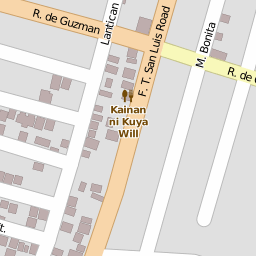 R. de Guzman
Lantican
F. T. San Luis Road
M. Bonita
R. de G
Kainan
ni Kuya
Will
t.